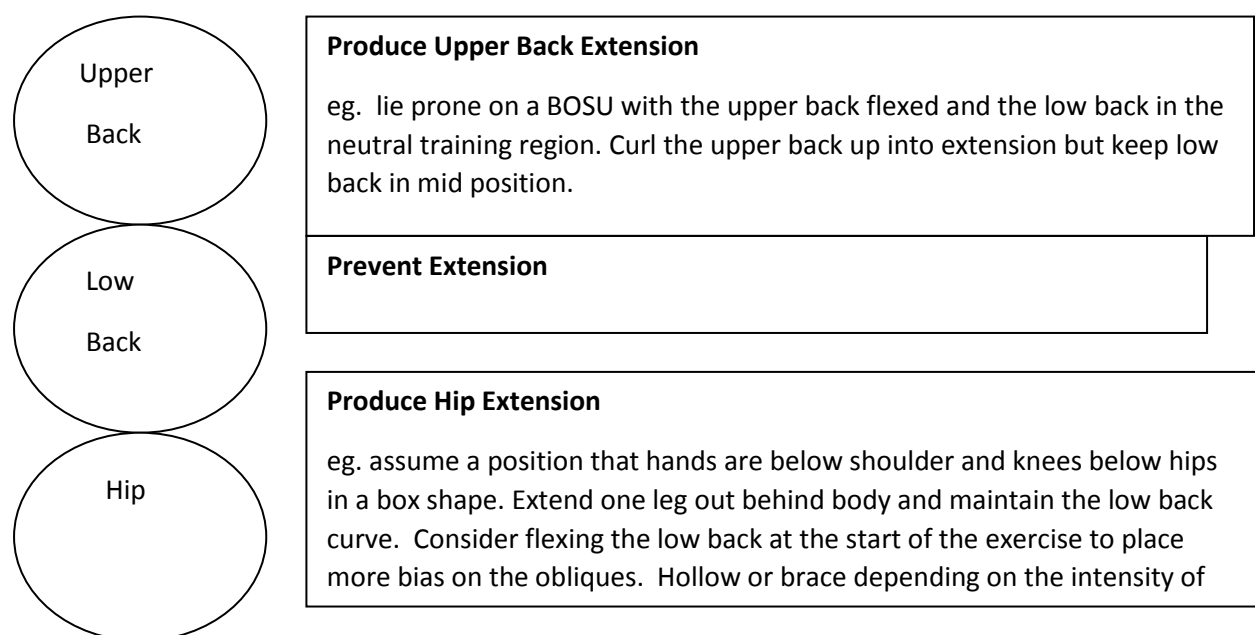 Upper
Back
Produce Upper Back Extension
eg.  lie prone on a BOSU with the upper back flexed and the low back in the
neutral training region. Curl the upper back up into extension but keep low
back in mid position.
Low
Back
Prevent Extension
Hip
Produce Hip Extension
eg. assume a position that hands are below shoulder and knees below hips
in a box shape. Extend one leg out behind body and maintain the low back
curve.  Consider flexing the low back at the start of the exercise to place
more bias on the obliques.  Hollow or brace depending on the intensity of